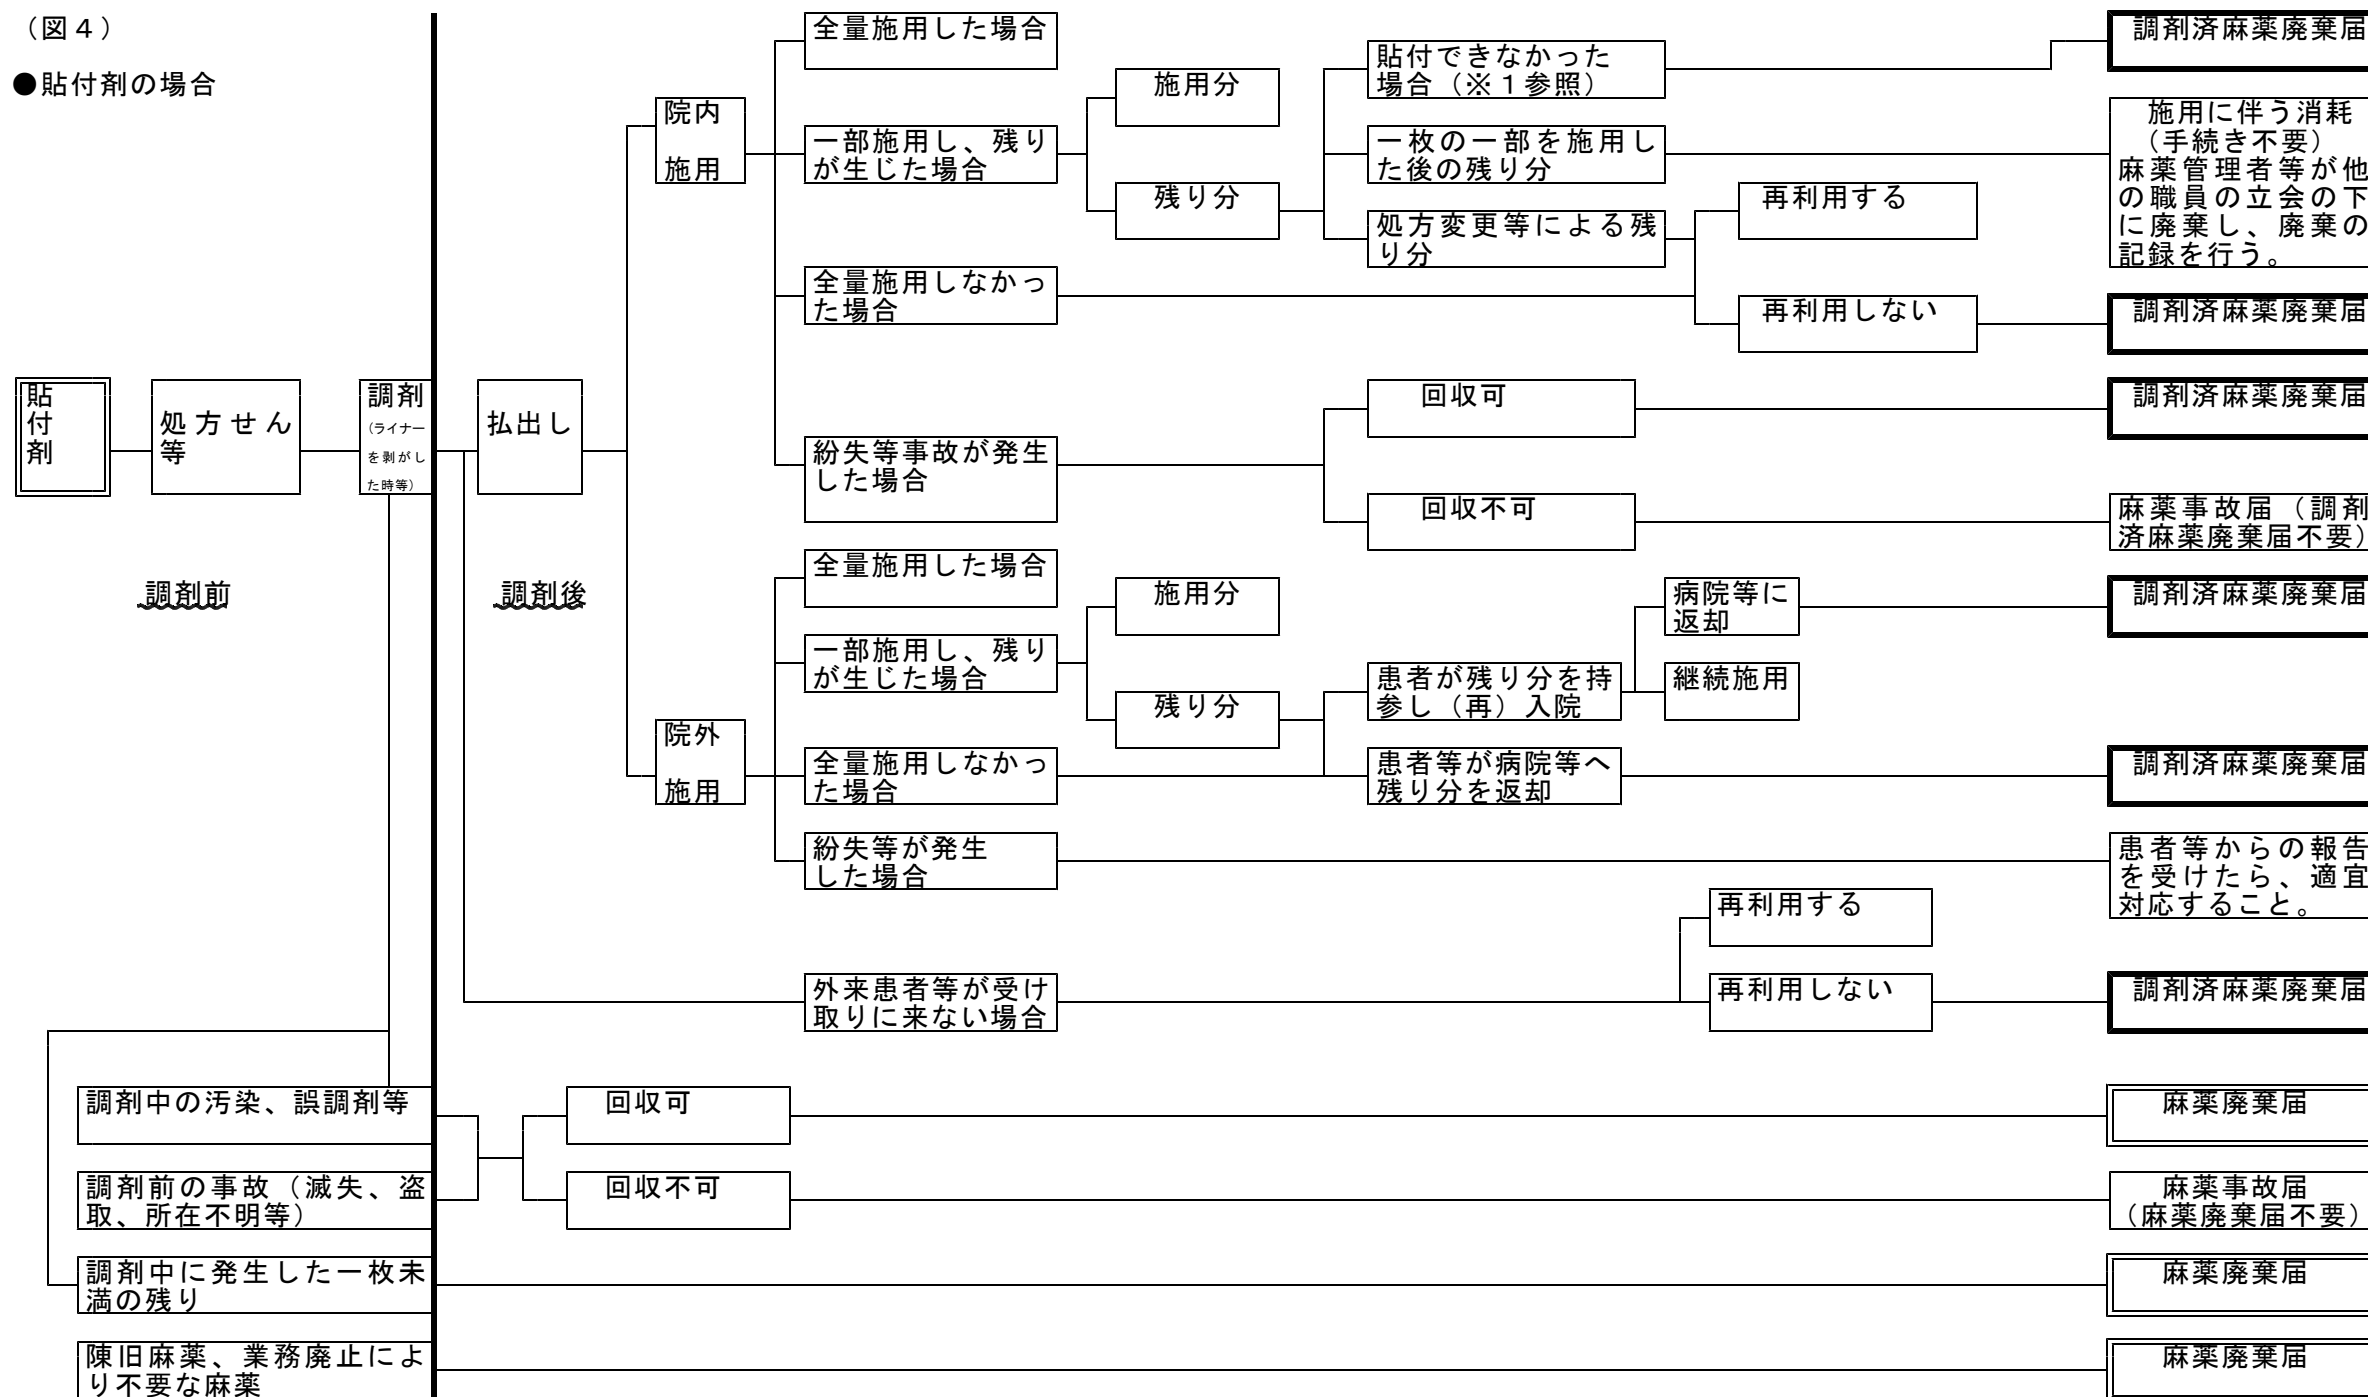 （図４）
●貼付剤の場合
貼
付
剤
処方せん
等
調剤
（ライナー
を剥がし
た時等）
払出し
調剤前
調剤後
院内
施用
全量施用した場合
一部施用し、残り
が生じた場合
施用分
残り分
貼付できなかった
場合（※１参照）
調剤済麻薬廃棄届
一枚の一部を施用し
た後の残り分
施用に伴う消耗
（手続き不要）
麻薬管理者等が他
の職員の立会の下
に廃棄し、廃棄の
記録を行う。
処方変更等による残
り分
再利用する
全量施用しなかっ
た場合
再利用しない
調剤済麻薬廃棄届
紛失等事故が発生
した場合
回収可
調剤済麻薬廃棄届
回収不可
麻薬事故届（調剤
済麻薬廃棄届不要）
院外
施用
全量施用した場合
一部施用し、残り
が生じた場合
施用分
残り分
患者が残り分を持
参し（再）入院
病院等に
返却
調剤済麻薬廃棄届
継続施用
全量施用しなかっ
た場合
患者等が病院等へ
残り分を返却
調剤済麻薬廃棄届
紛失等が発生
した場合
患者等からの報告
を受けたら、適宜
対応すること。
外来患者等が受け
取りに来ない場合
再利用する
再利用しない
調剤済麻薬廃棄届
調剤中の汚染、誤調剤等
回収可
麻薬廃棄届
調剤前の事故（滅失、盗
取、所在不明等）
回収不可
麻薬事故届
（麻薬廃棄届不要）
調剤中に発生した一枚未
満の残り
麻薬廃棄届
陳旧麻薬、業務廃止によ
り不要な麻薬
麻薬廃棄届